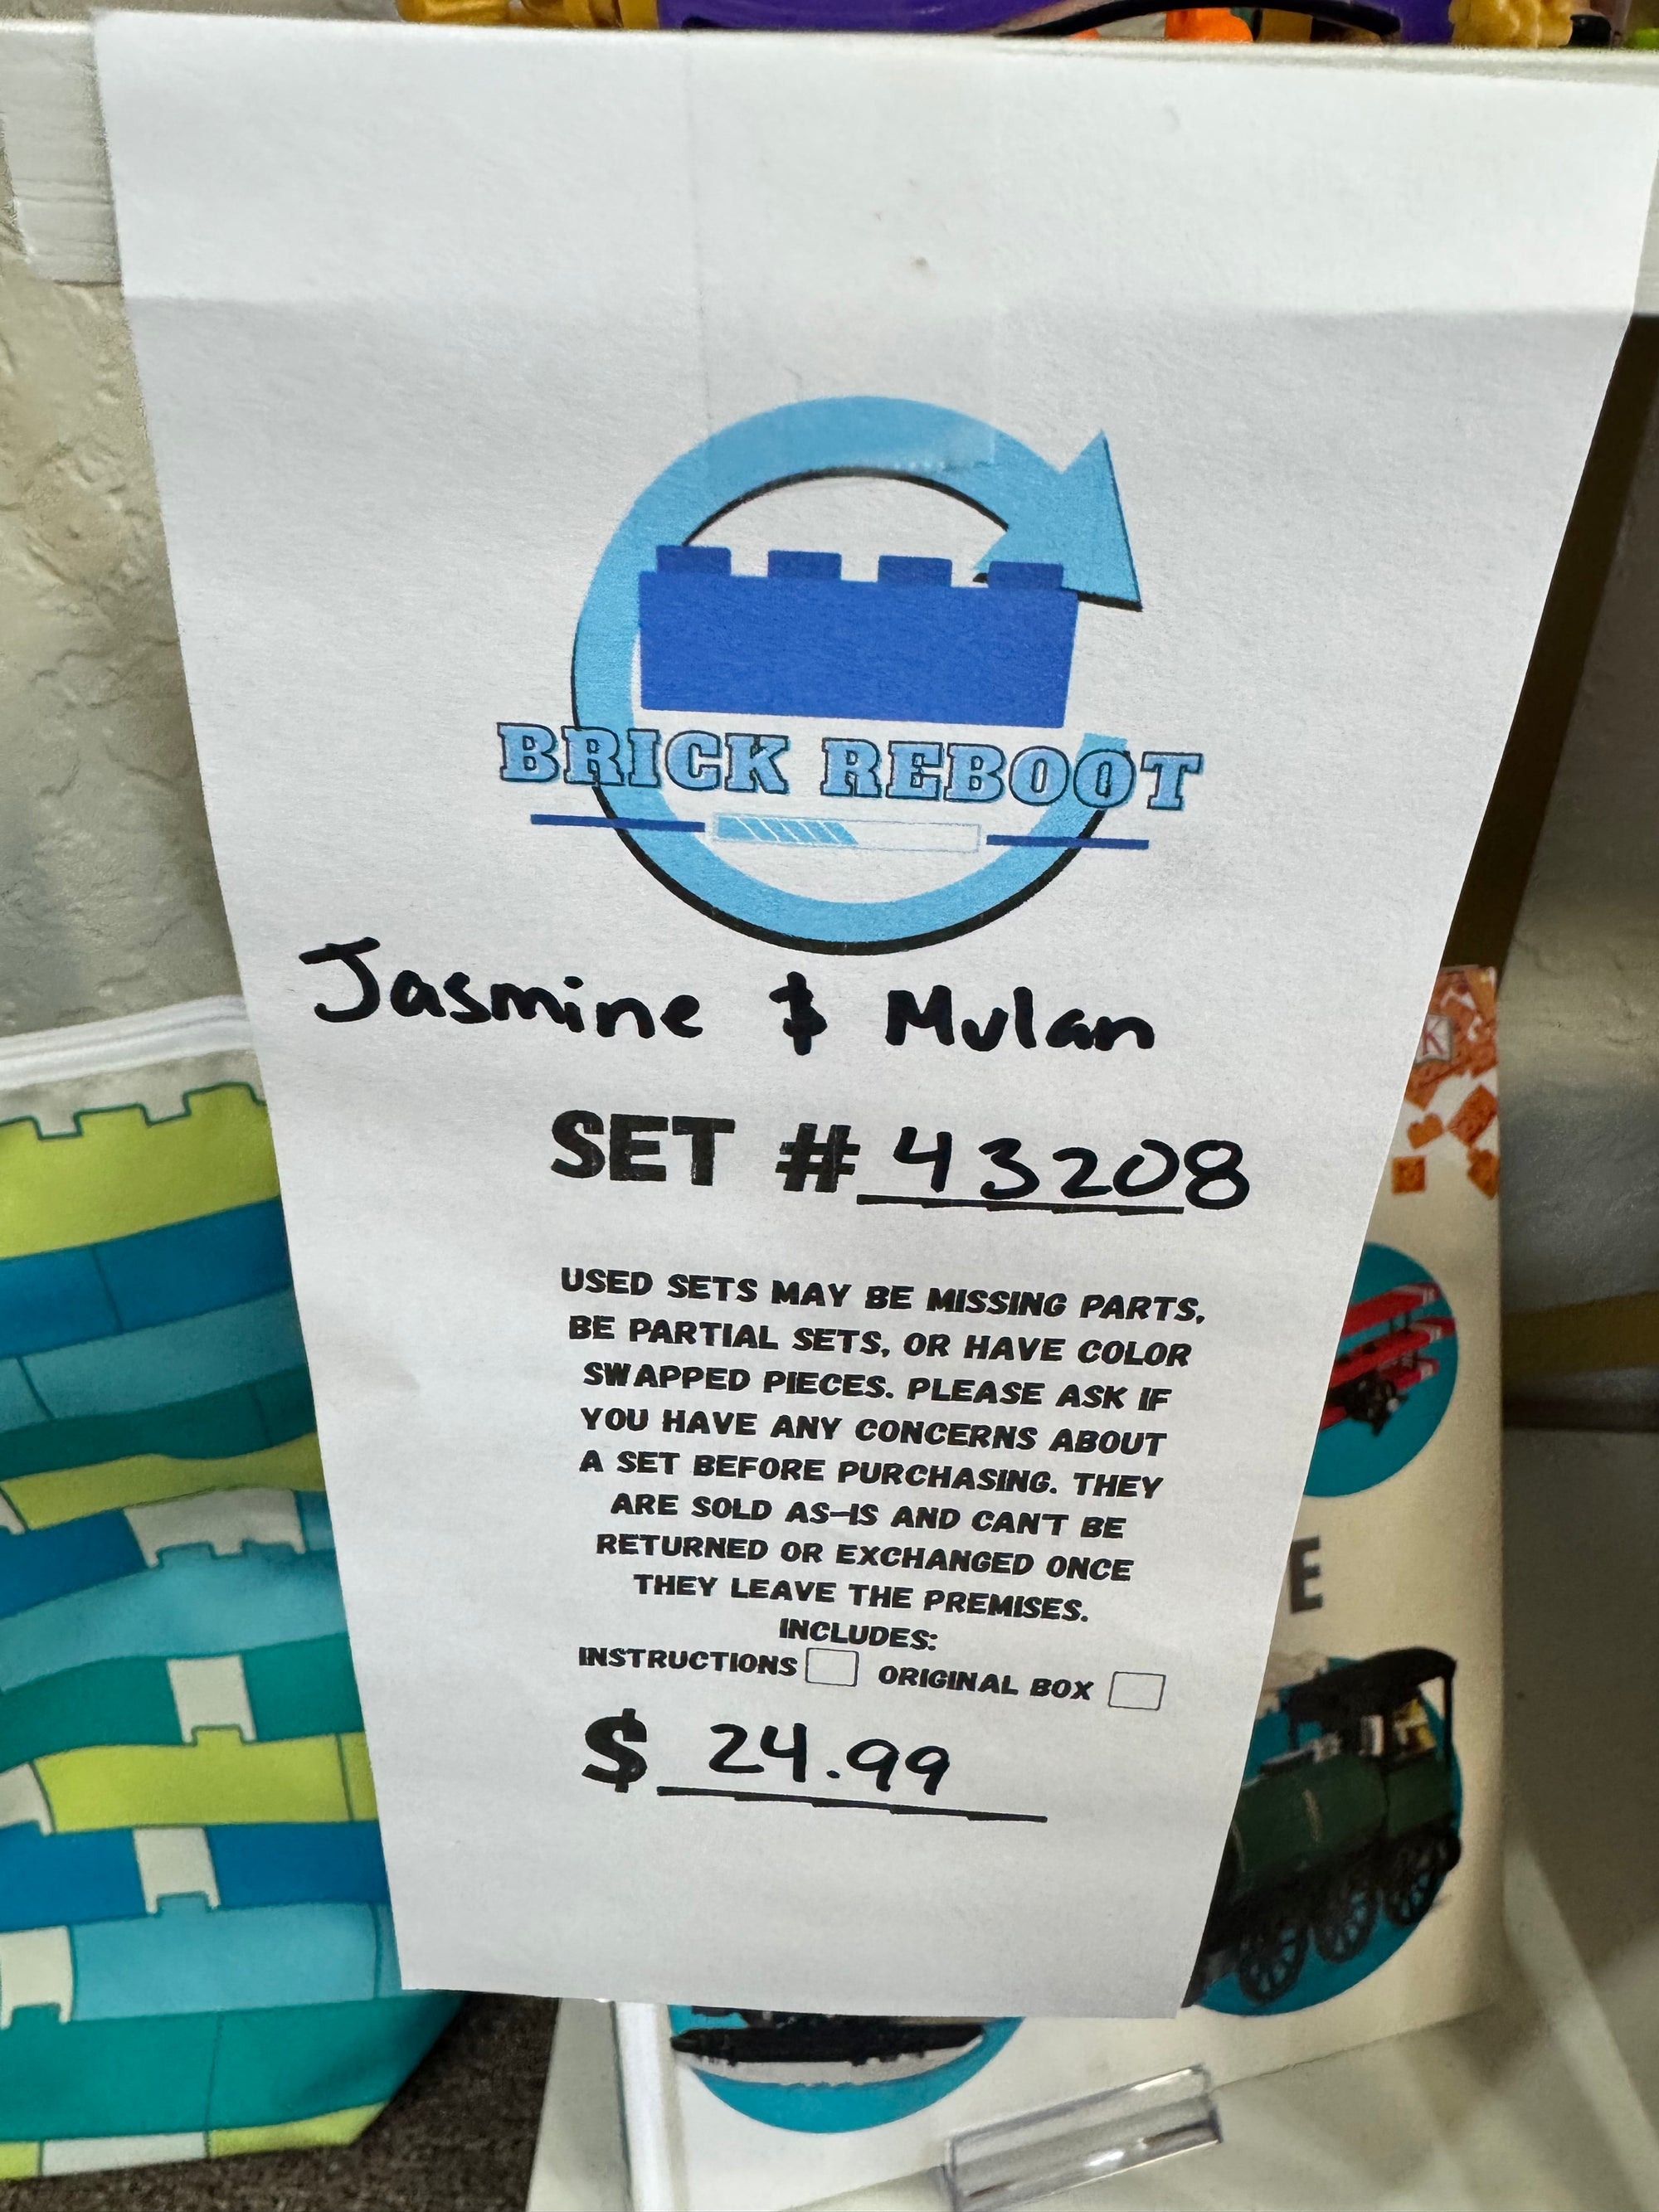 BRICK REBOOT
Jasmine & Mulan
SET # 43208
USED SETS MAY BE MISSING PARTS,
BE PARTIAL SETS, OR HAVE COLOR
SWAPPED PIECES. PLEASE ASK IF
YOU HAVE ANY CONCERNS ABOUT
A SET BEFORE PURCHASING. THEY
ARE SOLD AS-IS AND CAN'T BE
RETURNED OR EXCHANGED ONCE
THEY LEAVE THE PREMISES.
INCLUDES:
INSTRUCTIONS ORIGINAL BOX
$ 24.99